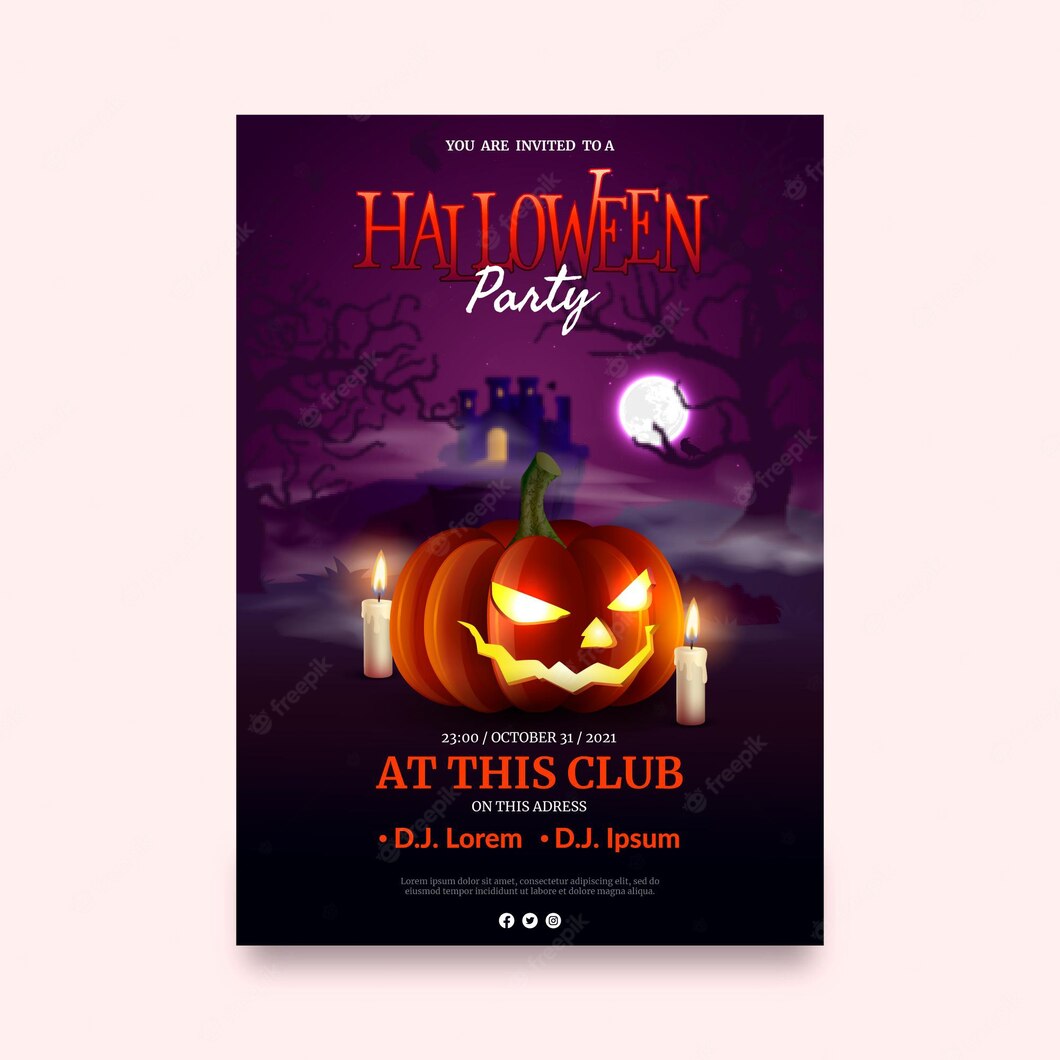 YOU ARE INVITED TO A
HALLOWEEN
Party
23:00 / OCTOBER 31 / 2021
AT THIS CLUB
ON THIS ADRESS
• D.J. Lorem • D.J. Ipsum
Lorem ipsum dolor sit amet, consectetur adipiscing elit, sed do
eiusmod tempor incididunt ut labore et dolore magna aliqua.
freepik